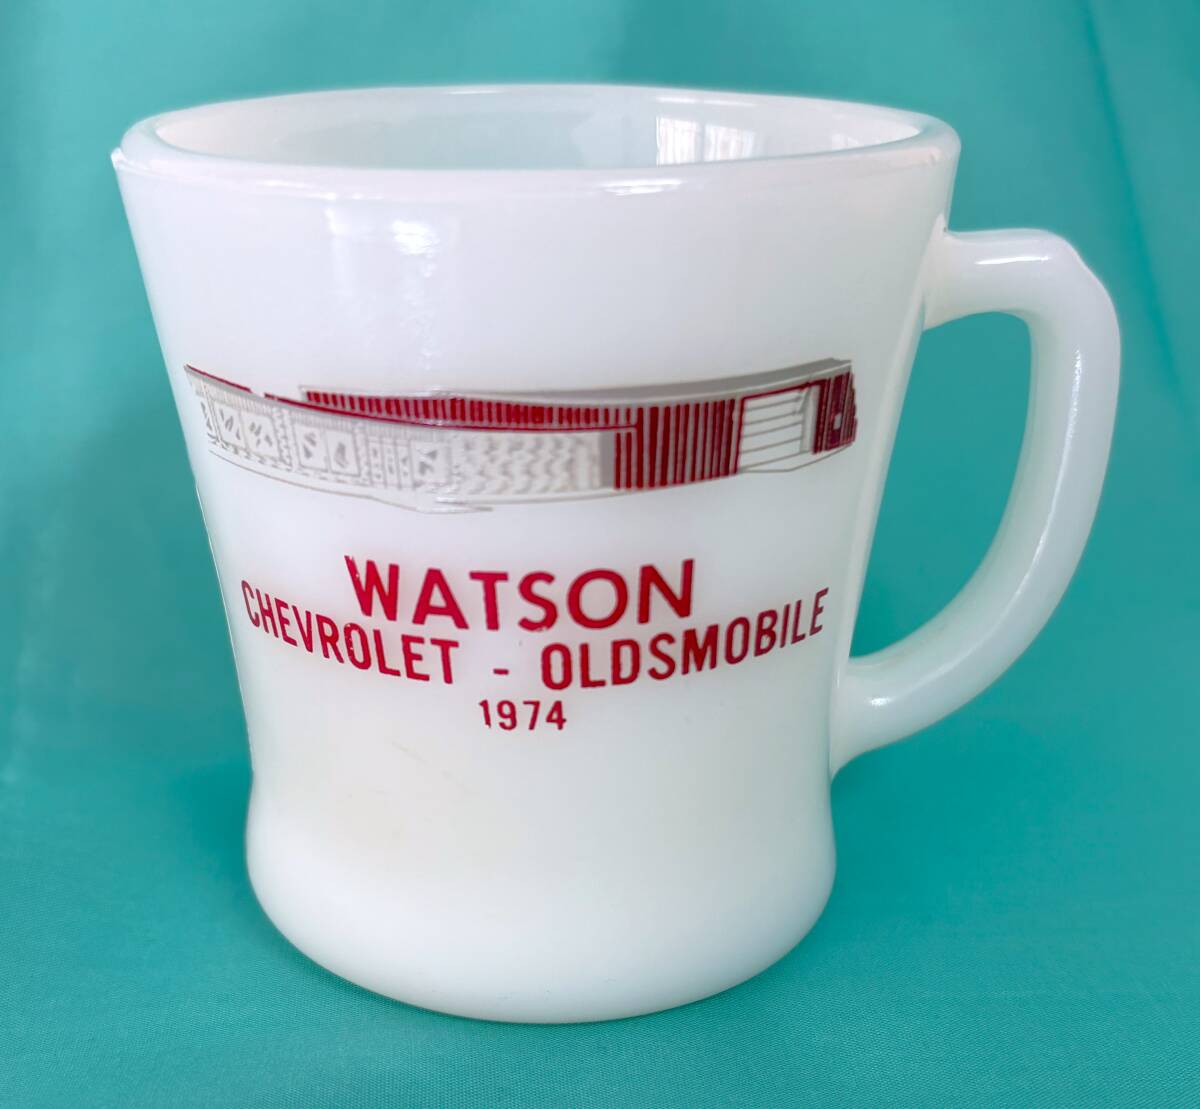 WATSON
CHEVROLET - OLDSMOBILE
1974